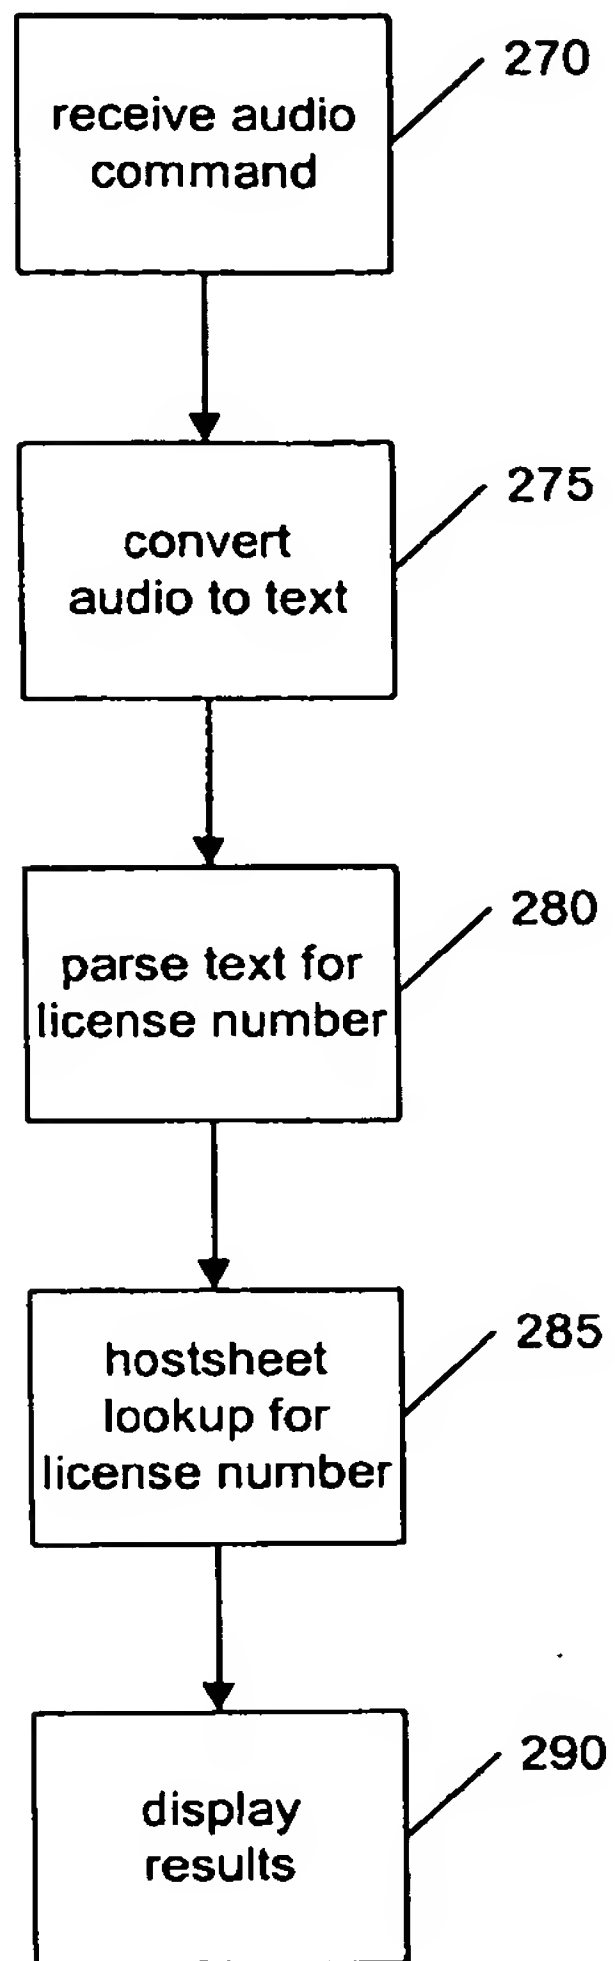 receive audio
command
270
convert
audio to text
275
parse text for
license number
280
hostsheet
lookup for
license number
285
display
results
290